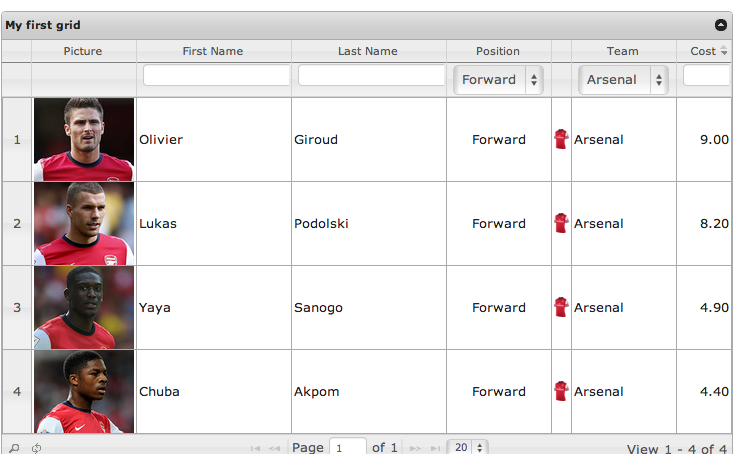 My first grid
Picture First Name Last Name Position Team Cost
Forward Arsenal
1 Olivier Giroud Forward Arsenal 9.00
2 Lukas Podolski Forward Arsenal 8.20
3 Yaya Sanogo Forward Arsenal 4.90
4 Chuba Akpom Forward Arsenal 4.40
Page 1 of 1 20 View 1 - 4 of 4